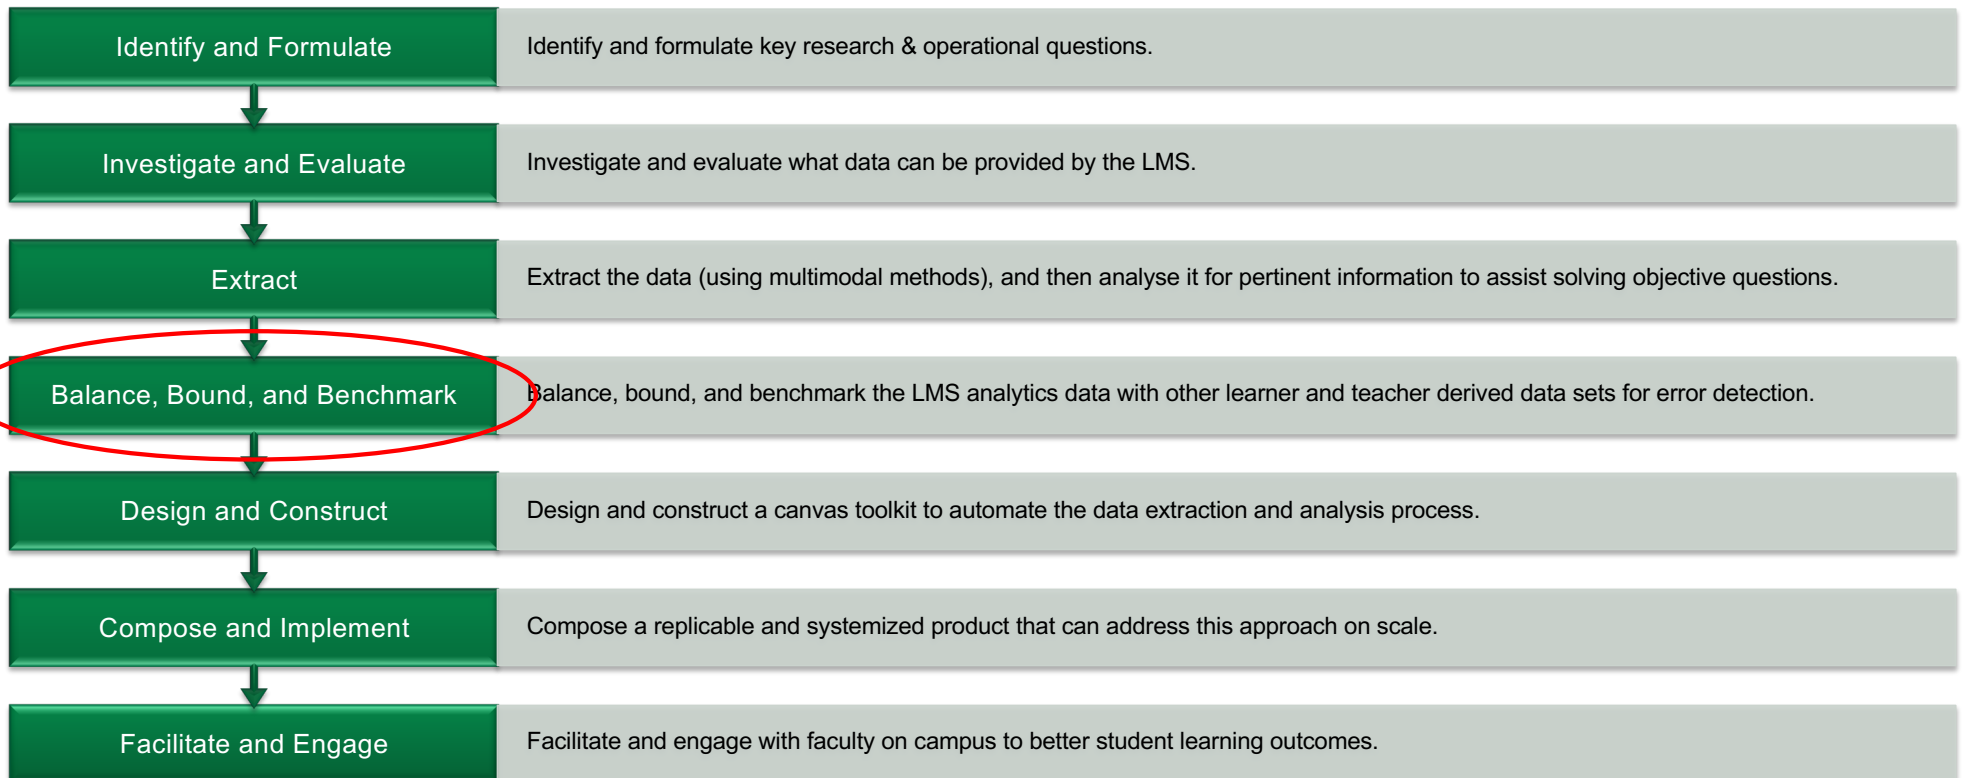 Identify and Formulate
Identify and formulate key research & operational questions.
Investigate and Evaluate
Investigate and evaluate what data can be provided by the LMS.
Extract
Extract the data (using multimodal methods), and then analyse it for pertinent information to assist solving objective questions.
Balance, Bound, and Benchmark
Balance, bound, and benchmark the LMS analytics data with other learner and teacher derived data sets for error detection.
Design and Construct
Design and construct a canvas toolkit to automate the data extraction and analysis process.
Compose and Implement
Compose a replicable and systemized product that can address this approach on scale.
Facilitate and Engage
Facilitate and engage with faculty on campus to better student learning outcomes.